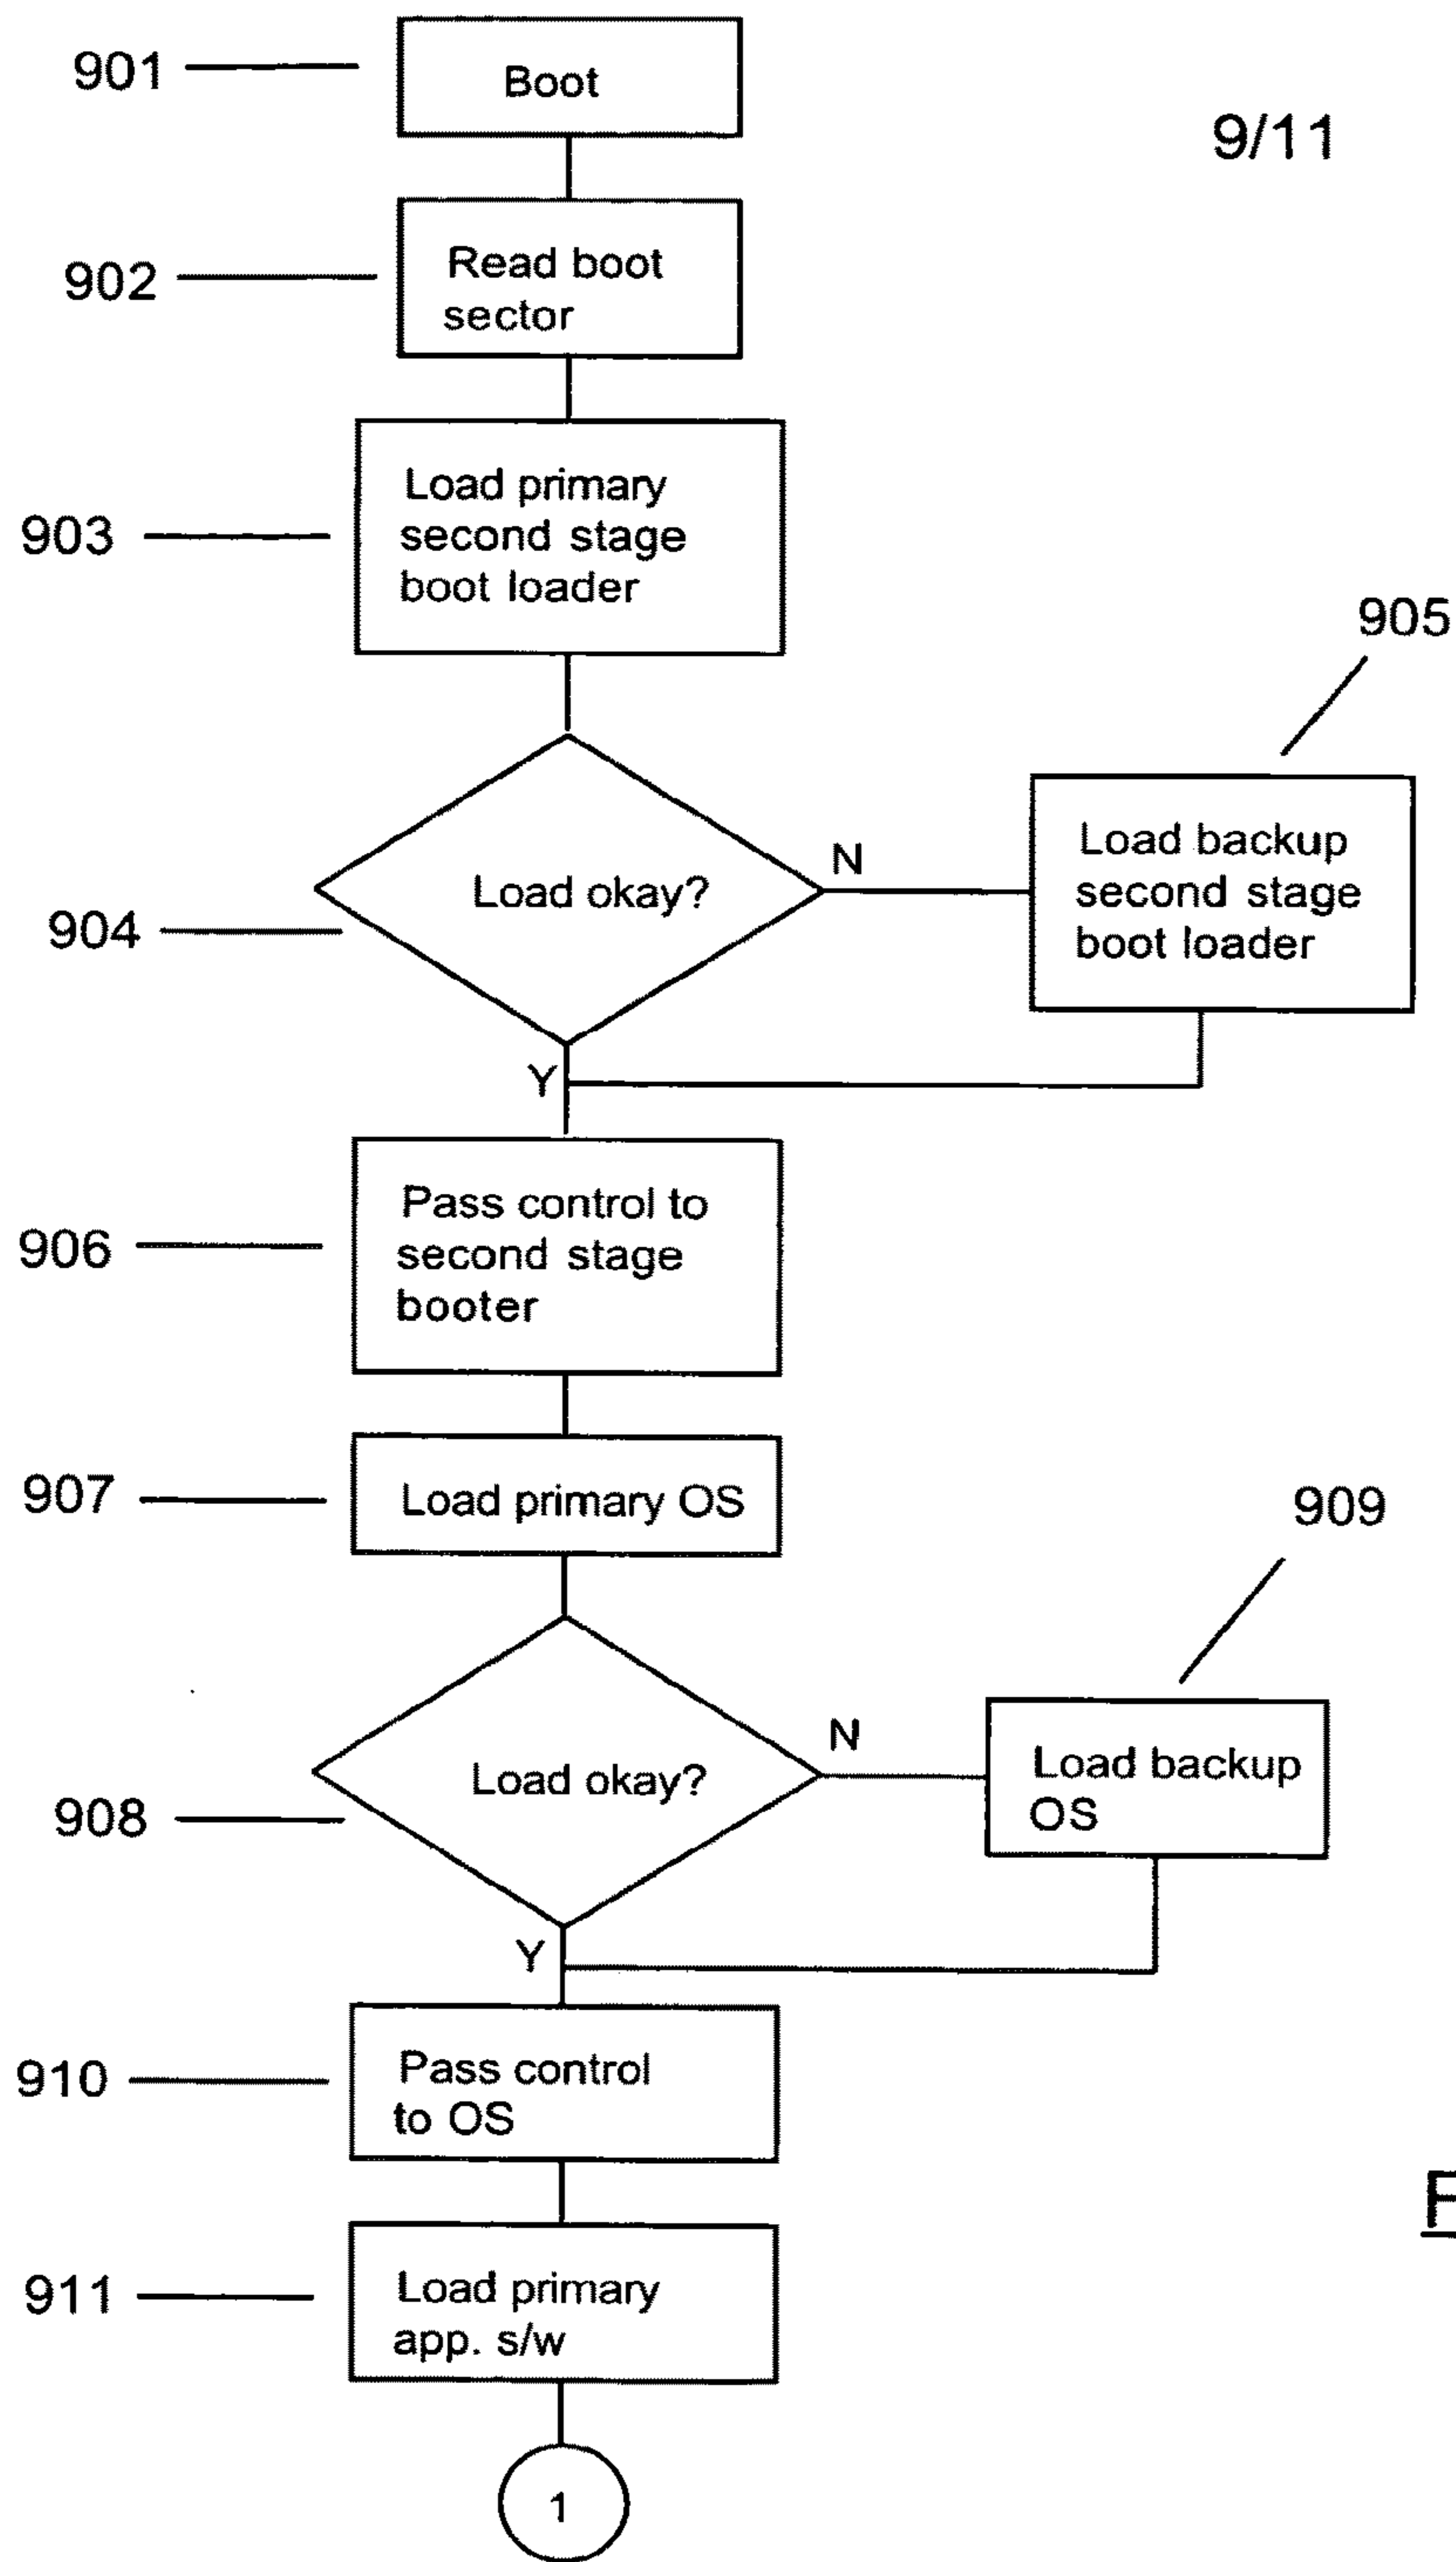 901
Boot
9/11
902
Read boot
sector
903
Load primary
second stage
boot loader
905
904
Load okay?
N
Load backup
second stage
boot loader
Y
906
Pass control to
second stage
booter
907
Load primary OS
909
908
Load okay?
N
Load backup
OS
Y
910
Pass control
to OS
911
Load primary
app. s/w
1